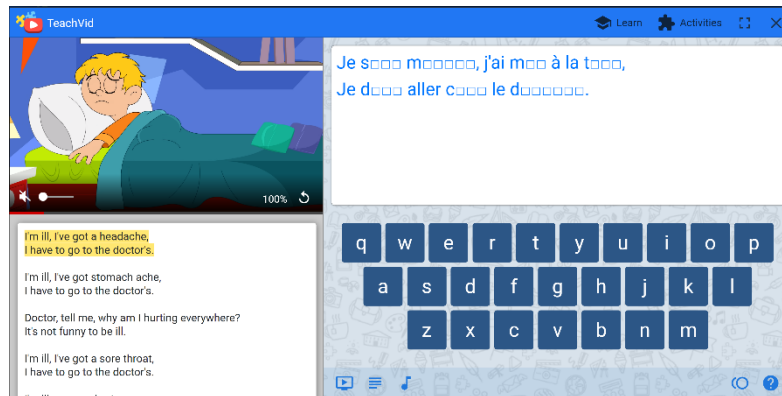 TeachVid
Learn
Activities
100%
Je s□□□ m□□□□□, j'ai m□□ à la t□□□,
Je d□□□ aller c□□□ le d□□□□□□.
I'm ill, I've got a headache,
I have to go to the doctor's.
I'm ill, I've got stomach ache,
I have to go to the doctor's.
Doctor, tell me, why am I hurting everywhere?
It's not funny to be ill.
I'm ill, I've got a sore throat,
I have to go to the doctor's.
q w e r t y u i o p
a s d f g h j k l
z x c v b n m
?